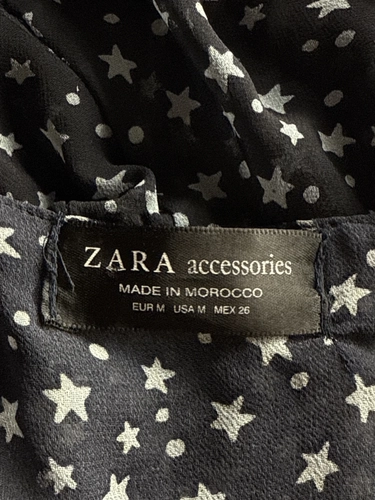 ZARA accessories
MADE IN MOROCCO
EUR M USA M MEX 26